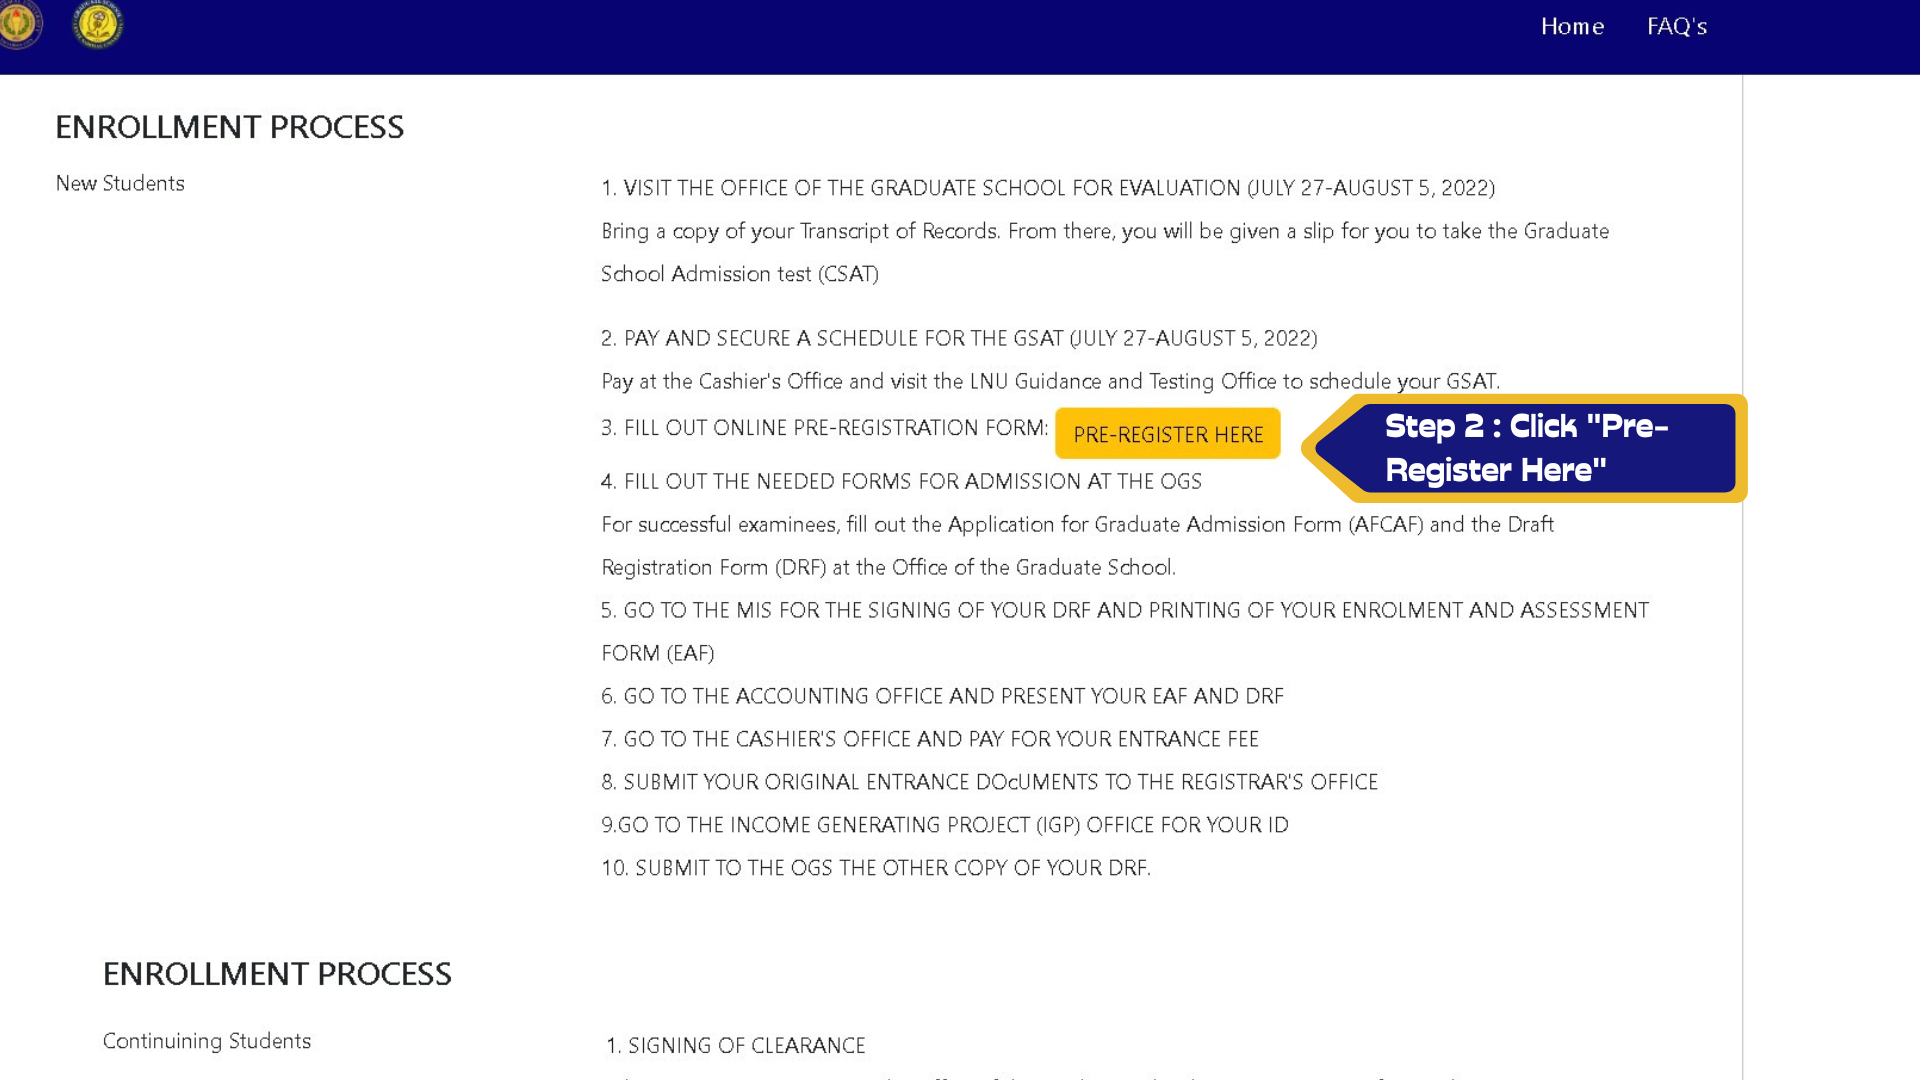 Home FAQ's
ENROLLMENT PROCESS
New Students
1. VISIT THE OFFICE OF THE GRADUATE SCHOOL FOR EVALUATION (JULY 27-AUGUST 5, 2022)
Bring a copy of your Transcript of Records. From there, you will be given a slip for you to take the Graduate
School Admission test (CSAT)
2. PAY AND SECURE A SCHEDULE FOR THE GSAT (JULY 27-AUGUST 5, 2022)
Pay at the Cashier's Office and visit the LNU Guidance and Testing Office to schedule your GSAT.
3. FILL OUT ONLINE PRE-REGISTRATION FORM: PRE-REGISTER HERE
Step 2 : Click "Pre-
Register Here"
4. FILL OUT THE NEEDED FORMS FOR ADMISSION AT THE OGS
For successful examinees, fill out the Application for Graduate Admission Form (AFCAF) and the Draft
Registration Form (DRF) at the Office of the Graduate School.
5. GO TO THE MIS FOR THE SIGNING OF YOUR DRF AND PRINTING OF YOUR ENROLMENT AND ASSESSMENT
FORM (EAF)
6. GO TO THE ACCOUNTING OFFICE AND PRESENT YOUR EAF AND DRF
7. GO TO THE CASHIER'S OFFICE AND PAY FOR YOUR ENTRANCE FEE
8. SUBMIT YOUR ORIGINAL ENTRANCE DOcUMENTS TO THE REGISTRAR'S OFFICE
9.GO TO THE INCOME GENERATING PROJECT (IGP) OFFICE FOR YOUR ID
10. SUBMIT TO THE OGS THE OTHER COPY OF YOUR DRF.
ENROLLMENT PROCESS
Continuining Students
1. SIGNING OF CLEARANCE